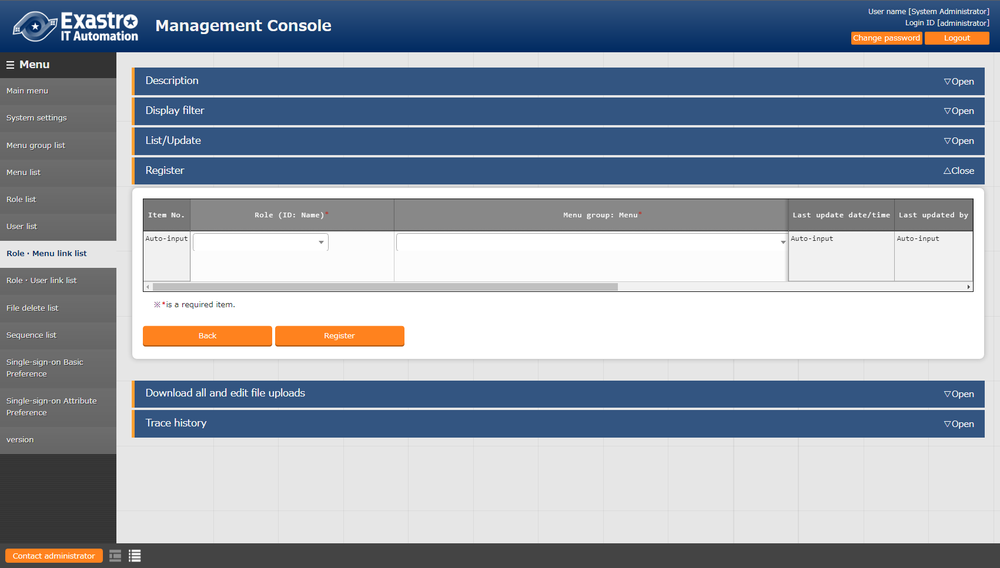 Exastro
IT Automation
Management Console
User name [System Administrator]
Login ID [administrator]
Change password
Logout
Menu
Main menu
System settings
Menu group list
Menu list
Role list
User list
Role・Menu link list
Role・User link list
File delete list
Sequence list
Single-sign-on Basic
Preference
Single-sign-on Attribute
Preference
version
Description
▽Open
Display filter
▽Open
List/Update
▽Open
Register
△Close
Item No.
Role (ID: Name)*
Menu group: Menu*
Last update date/time
Last updated by
Auto-input
Auto-input
Auto-input
※*is a required item.
Back
Register
Download all and edit file uploads
▽Open
Trace history
▽Open
Contact administrator